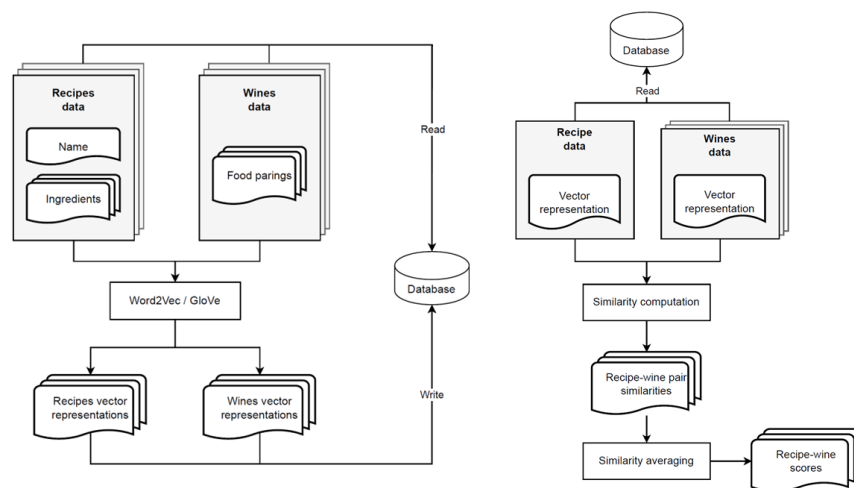 Recipes
data
Name
Ingredients
Wines
data
Food parings
Read
Word2Vec / GloVe
Database
Recipes vector
representations
Wines vector
representations
Write
Database
Read
Recipe
data
Vector
representation
Wines
data
Vector
representation
Similarity computation
Recipe-wine pair
similarities
Similarity averaging
Recipe-wine
scores